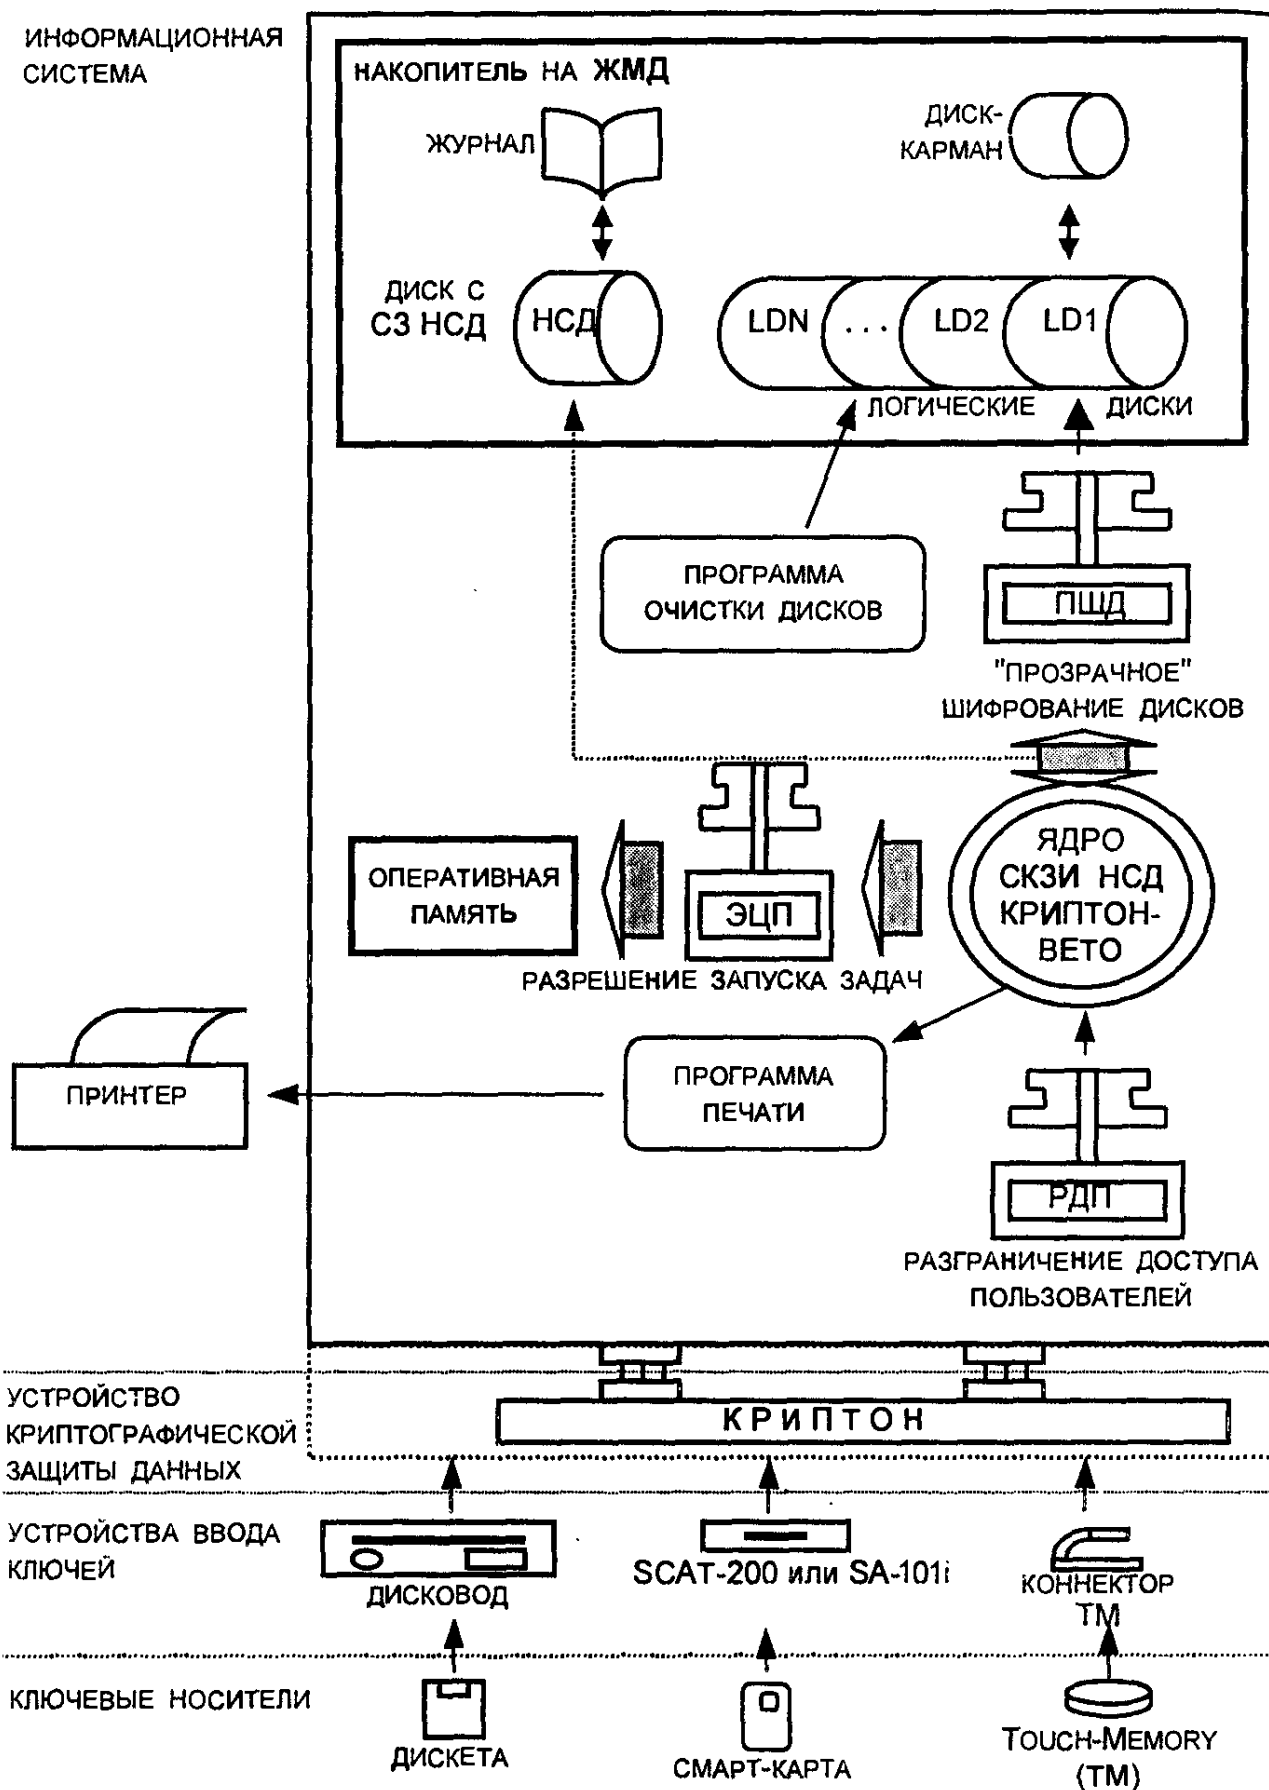 ИНФОРМАЦИОННАЯ
СИСТЕМА
НАКОПИТЕЛЬ НА ЖМД
ЖУРНАЛ
ДИСК-
КАРМАН
ДИСК С
СЗ НСД
НСД
LDN
...
LD2
LD1
ЛОГИЧЕСКИЕ ДИСКИ
ПРОГРАММА
ОЧИСТКИ ДИСКОВ
ПШД
"ПРОЗРАЧНОЕ"
ШИФРОВАНИЕ ДИСКОВ
ОПЕРАТИВНАЯ
ПАМЯТЬ
ЭЦП
РАЗРЕШЕНИЕ ЗАПУСКА ЗАДАЧ
ЯДРО
СКЗИ НСД
КРИПТОН-
ВЕТО
ПРИНТЕР
ПРОГРАММА
ПЕЧАТИ
РДП
РАЗГРАНИЧЕНИЕ ДОСТУПА
ПОЛЬЗОВАТЕЛЕЙ
УСТРОЙСТВО
КРИПТОГРАФИЧЕСКОЙ
ЗАЩИТЫ ДАННЫХ
КРИПТОН
УСТРОЙСТВА ВВОДА
КЛЮЧЕЙ
ДИСКОВОД
SCAT-200 или SA-101i
КОННЕКТОР
ТМ
КЛЮЧЕВЫЕ НОСИТЕЛИ
ДИСКЕТА
СМАРТ-КАРТА
TOUCH-MEMORY
(TM)